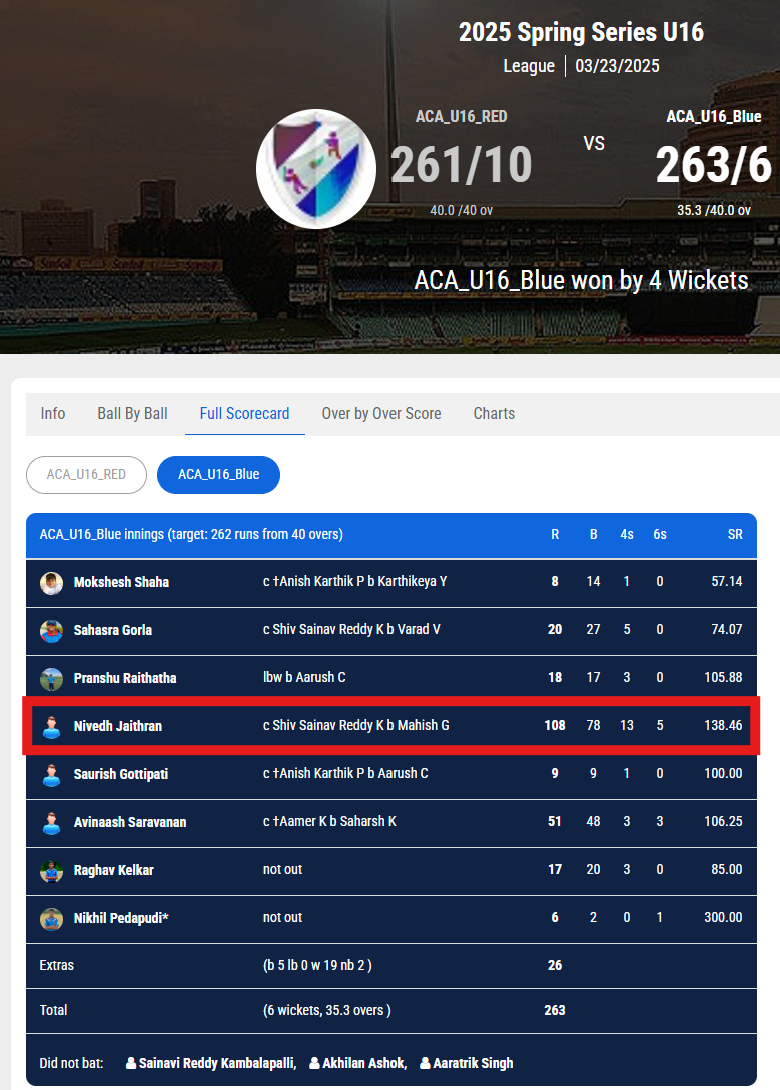 2025 Spring Series U16
League | 03/23/2025
ACA_U16_RED VS ACA_U16_Blue
261/10 263/6
40.0 /40 ov 35.3 /40.0 ov
ACA_U16_Blue won by 4 Wickets
Info Ball By Ball Full Scorecard Over by Over Score Charts
ACA_U16_RED ACA_U16_Blue
ACA_U16_Blue innings (target: 262 runs from 40 overs) R B 4s 6s SR
Mokshesh Shaha c †Anish Karthik P b Karthikeya Y 8 14 1 0 57.14
Sahasra Gorla c Shiv Sainav Reddy K b Varad V 20 27 5 0 74.07
Pranshu Raithatha lbw b Aarush C 18 17 3 0 105.88
Nivedh Jaithran c Shiv Sainav Reddy K b Mahish G 108 78 13 5 138.46
Saurish Gottipati c †Anish Karthik P b Aarush C 9 9 1 0 100.00
Avinaash Saravanan c †Aamer K b Saharsh K 51 48 3 3 106.25
Raghav Kelkar not out 17 20 3 0 85.00
Nikhil Pedapudi* not out 6 2 0 1 300.00
Extras (b 5 lb 0 w 19 nb 2 ) 26
Total (6 wickets, 35.3 overs ) 263
Did not bat: Sainavi Reddy Kambalapalli, Akhilan Ashok, Aaratrik Singh